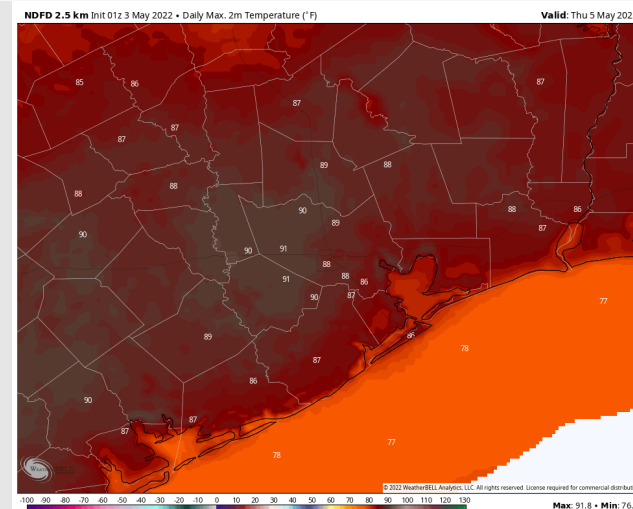 NDFD 2.5 km Init 01z 3 May 2022 • Daily Max. 2m Temperature (°F)
Valid: Thu 5 May 202
85 86 87
87
87 87
89 88
88 88
90 88 86
89 87
90
90 91
88
91 88 86
90 87
77
89 86
78
87
86
90
87
87
77
78
© 2022 WeatherBELL Analytics, LLC. All rights reserved. License required for commercial distributi
-100 -90 -80 -70 -60 -50 -40 -30 -20 -10 0 10 20 30 40 50 60 70 80 90 100 110 120 130
Max: 91.8 • Min: 76.